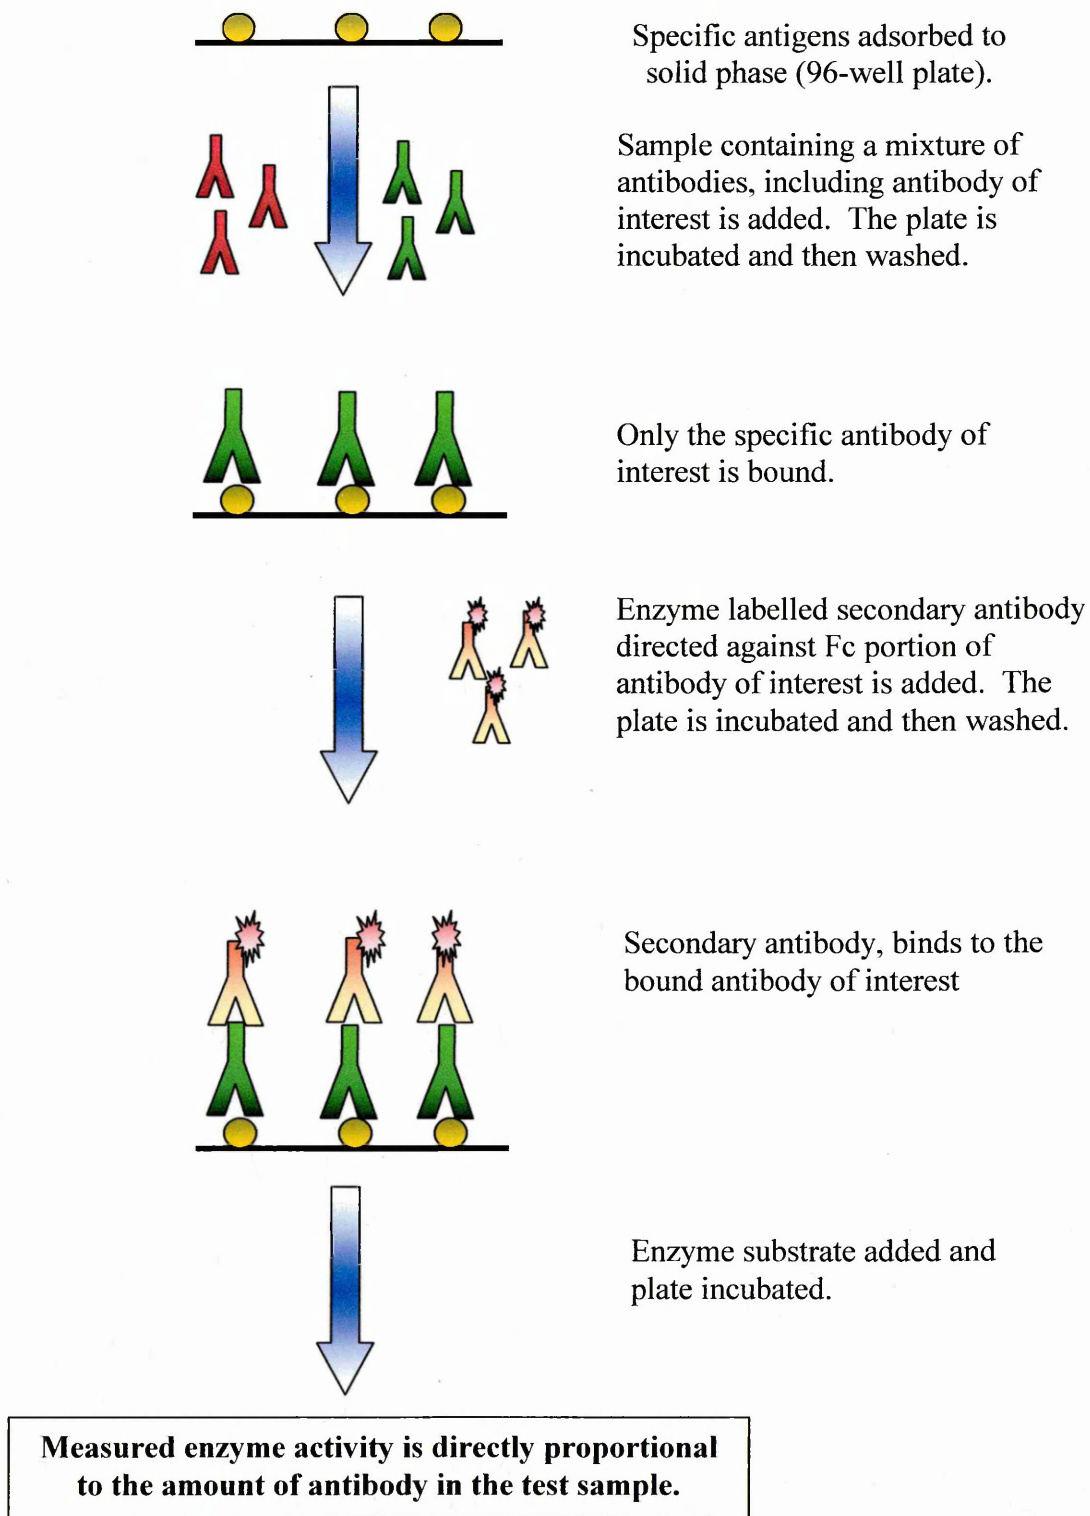 Specific antigens adsorbed to
solid phase (96-well plate).
Sample containing a mixture of
antibodies, including antibody of
interest is added.  The plate is
incubated and then washed.
Only the specific antibody of
interest is bound.
Enzyme labelled secondary antibody
directed against Fc portion of
antibody of interest is added.  The
plate is incubated and then washed.
Secondary antibody, binds to the
bound antibody of interest
Enzyme substrate added and
plate incubated.
Measured enzyme activity is directly proportional
to the amount of antibody in the test sample.